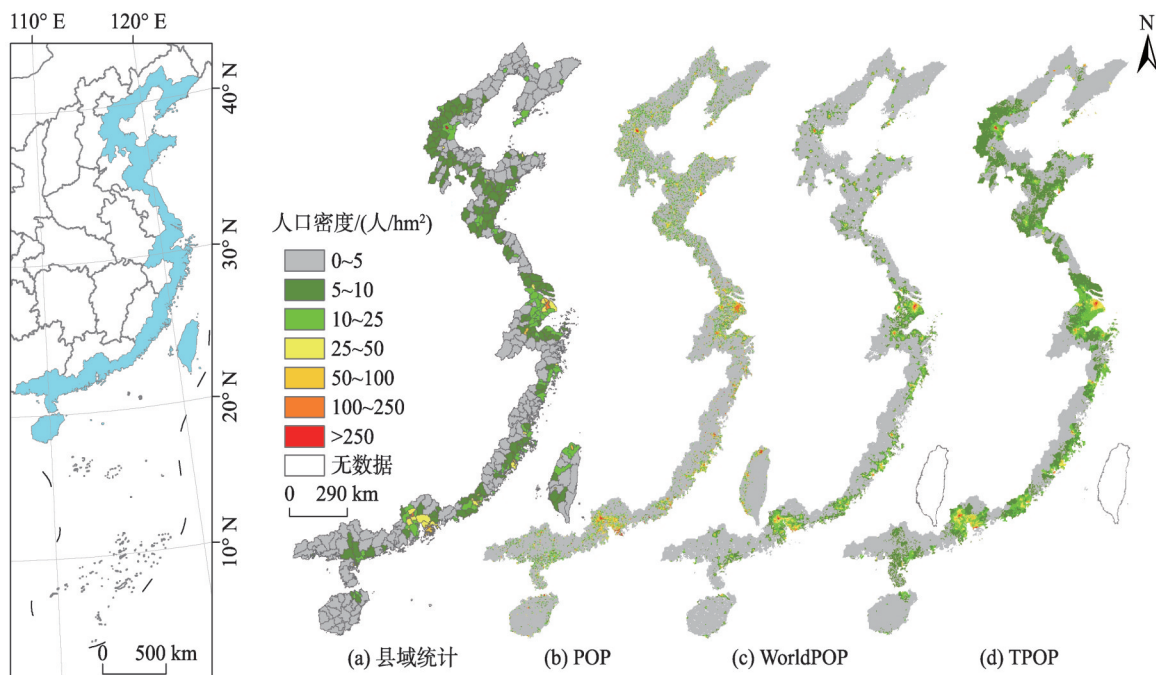 110° E
120° E
N
40° N
30° N
20° N
10° N
人口密度/(人/hm²)
0~5
5~10
10~25
25~50
50~100
100~250
>250
无数据
0 290 km
0 500 km
(a) 县域统计
(b) POP
(c) WorldPOP
(d) TPOP